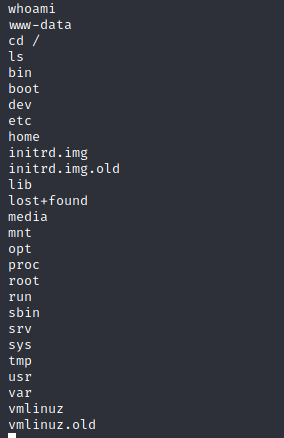 whoami
www-data
cd /
ls
bin
boot
dev
etc
home
initrd.img
initrd.img.old
lib
lost+found
media
mnt
opt
proc
root
run
sbin
srv
sys
tmp
usr
var
vmlinuz
vmlinuz.old